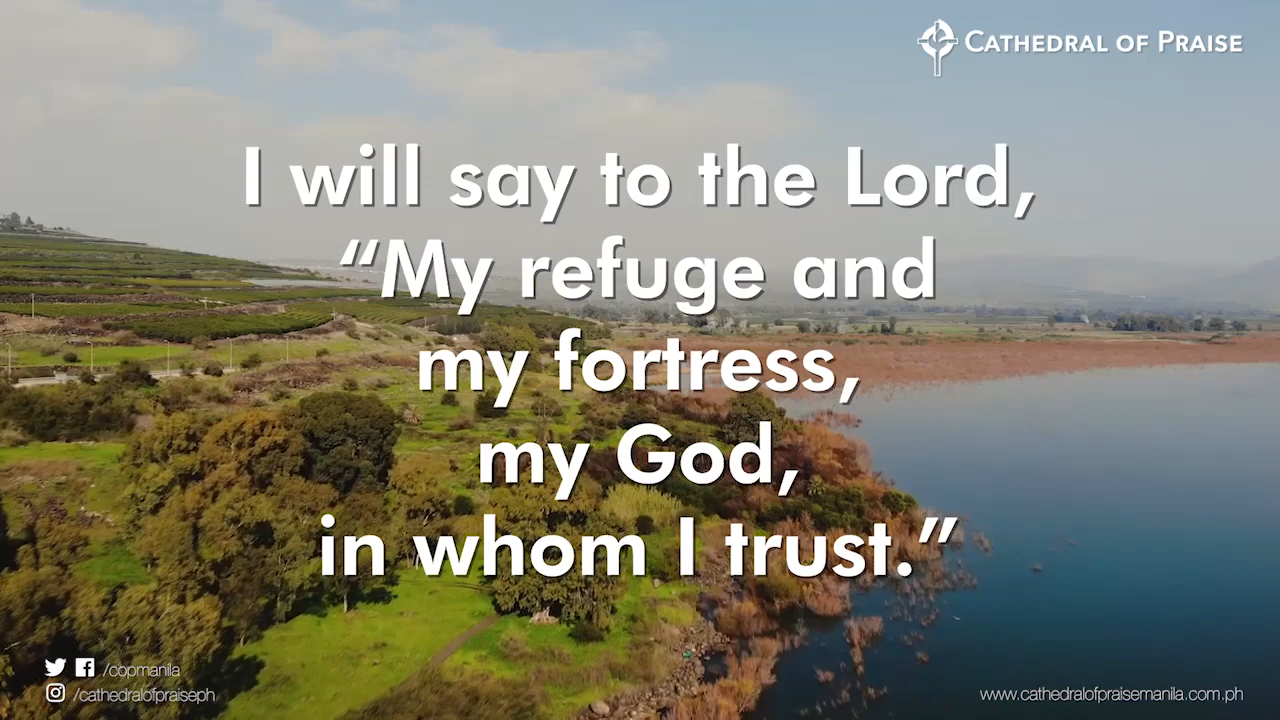 CATHEDRAL OF PRAISE
I will say to the Lord,
“My refuge and
my fortress,
my God,
in whom I trust.”
/copmanila
/cathedralofpraiseph
www.cathedralofpraisemanila.com.ph